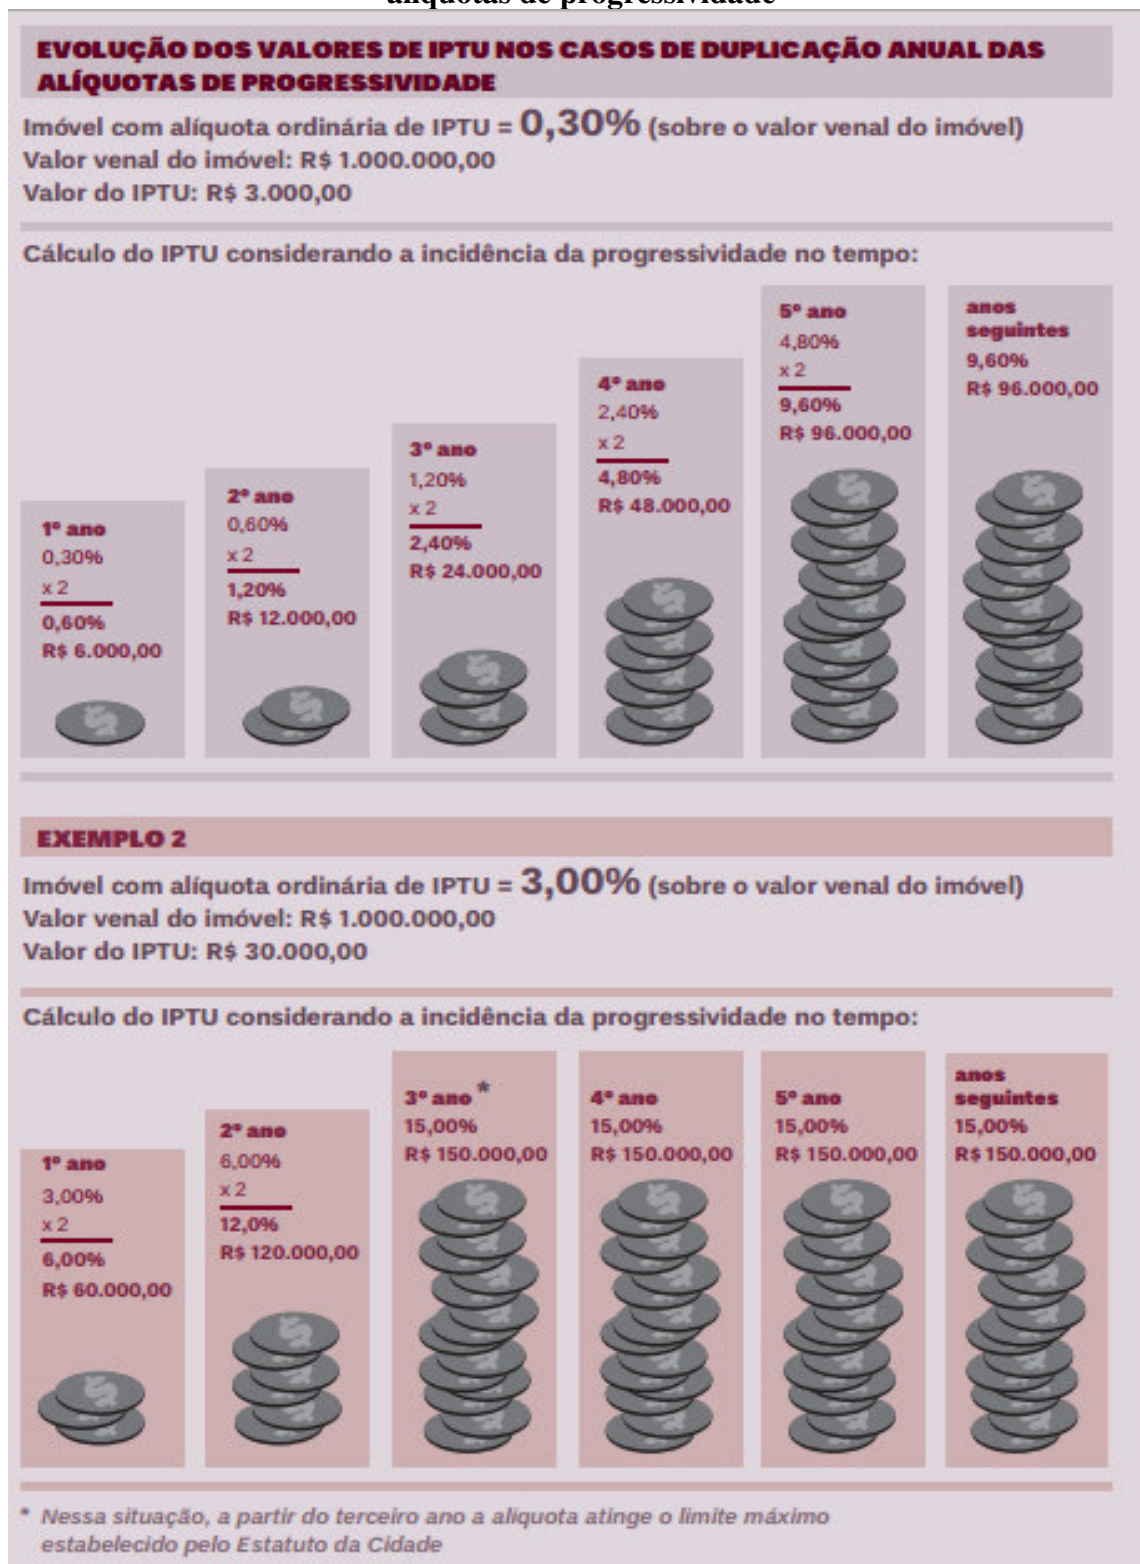 alíquotas de progressividade
EVOLUÇÃO DOS VALORES DE IPTU NOS CASOS DE DUPLICAÇÃO ANUAL DAS
ALÍQUOTAS DE PROGRESSIVIDADE
Imóvel com alíquota ordinária de IPTU = 0,30% (sobre o valor venal do imóvel)
Valor venal do imóvel: R$ 1.000.000,00
Valor do IPTU: R$ 3.000,00
Cálculo do IPTU considerando a incidência da progressividade no tempo:
1º ano
0,30%
x 2
0,60%
R$ 6.000,00
2º ano
0,60%
x 2
1,20%
R$ 12.000,00
3º ano
1,20%
x 2
2,40%
R$ 24.000,00
4º ano
2,40%
x 2
4,80%
R$ 48.000,00
5º ano
4,80%
x 2
9,60%
R$ 96.000,00
anos
seguintes
9,60%
R$ 96.000,00
EXEMPLO 2
Imóvel com alíquota ordinária de IPTU = 3,00% (sobre o valor venal do imóvel)
Valor venal do imóvel: R$ 1.000.000,00
Valor do IPTU: R$ 30.000,00
Cálculo do IPTU considerando a incidência da progressividade no tempo:
1º ano
3,00%
x 2
6,00%
R$ 60.000,00
2º ano
6,00%
x 2
12,0%
R$ 120.000,00
3º ano *
15,00%
R$ 150.000,00
4º ano
15,00%
R$ 150.000,00
5º ano
15,00%
R$ 150.000,00
anos
seguintes
15,00%
R$ 150.000,00
* Nessa situação, a partir do terceiro ano a alíquota atinge o limite máximo
estabelecido pelo Estatuto da Cidade